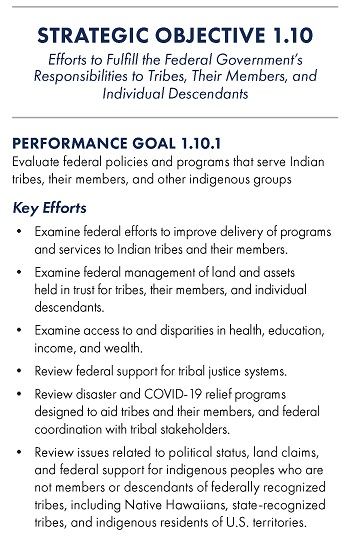 STRATEGIC OBJECTIVE 1.10
Efforts to Fulfill the Federal Government's
Responsibilities to Tribes, Their Members, and
Individual Descendants
PERFORMANCE GOAL 1.10.1
Evaluate federal policies and programs that serve Indian
tribes, their members, and other indigenous groups
Key Efforts
• Examine federal efforts to improve delivery of programs
and services to Indian tribes and their members.
• Examine federal management of land and assets
held in trust for tribes, their members, and individual
descendants.
• Examine access to and disparities in health, education,
income, and wealth.
• Review federal support for tribal justice systems.
• Review disaster and COVID-19 relief programs
designed to aid tribes and their members, and federal
coordination with tribal stakeholders.
• Review issues related to political status, land claims,
and federal support for indigenous peoples who are
not members or descendants of federally recognized
tribes, including Native Hawaiians, state-recognized
tribes, and indigenous residents of U.S. territories.